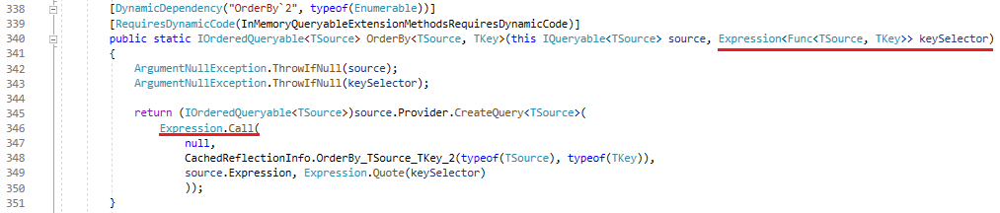 338 [DynamicDependency("OrderBy`2", typeof(Enumerable))]
339 [RequiresDynamicCode(InMemoryQueryableExtensionMethodsRequiresDynamicCode)]
340 public static IOrderedQueryable<TSource> OrderBy<TSource, TKey>(this IQueryable<TSource> source, Expression<Func<TSource, TKey>> keySelector)
341 {
342 ArgumentNullException.ThrowIfNull(source);
343 ArgumentNullException.ThrowIfNull(keySelector);
344
345 return (IOrderedQueryable<TSource>)source.Provider.CreateQuery<TSource>(
346 Expression.Call(
347 null,
348 CachedReflectionInfo.OrderBy_TSource_TKey_2(typeof(TSource), typeof(TKey)),
349 source.Expression, Expression.Quote(keySelector)
350 ));
351 }